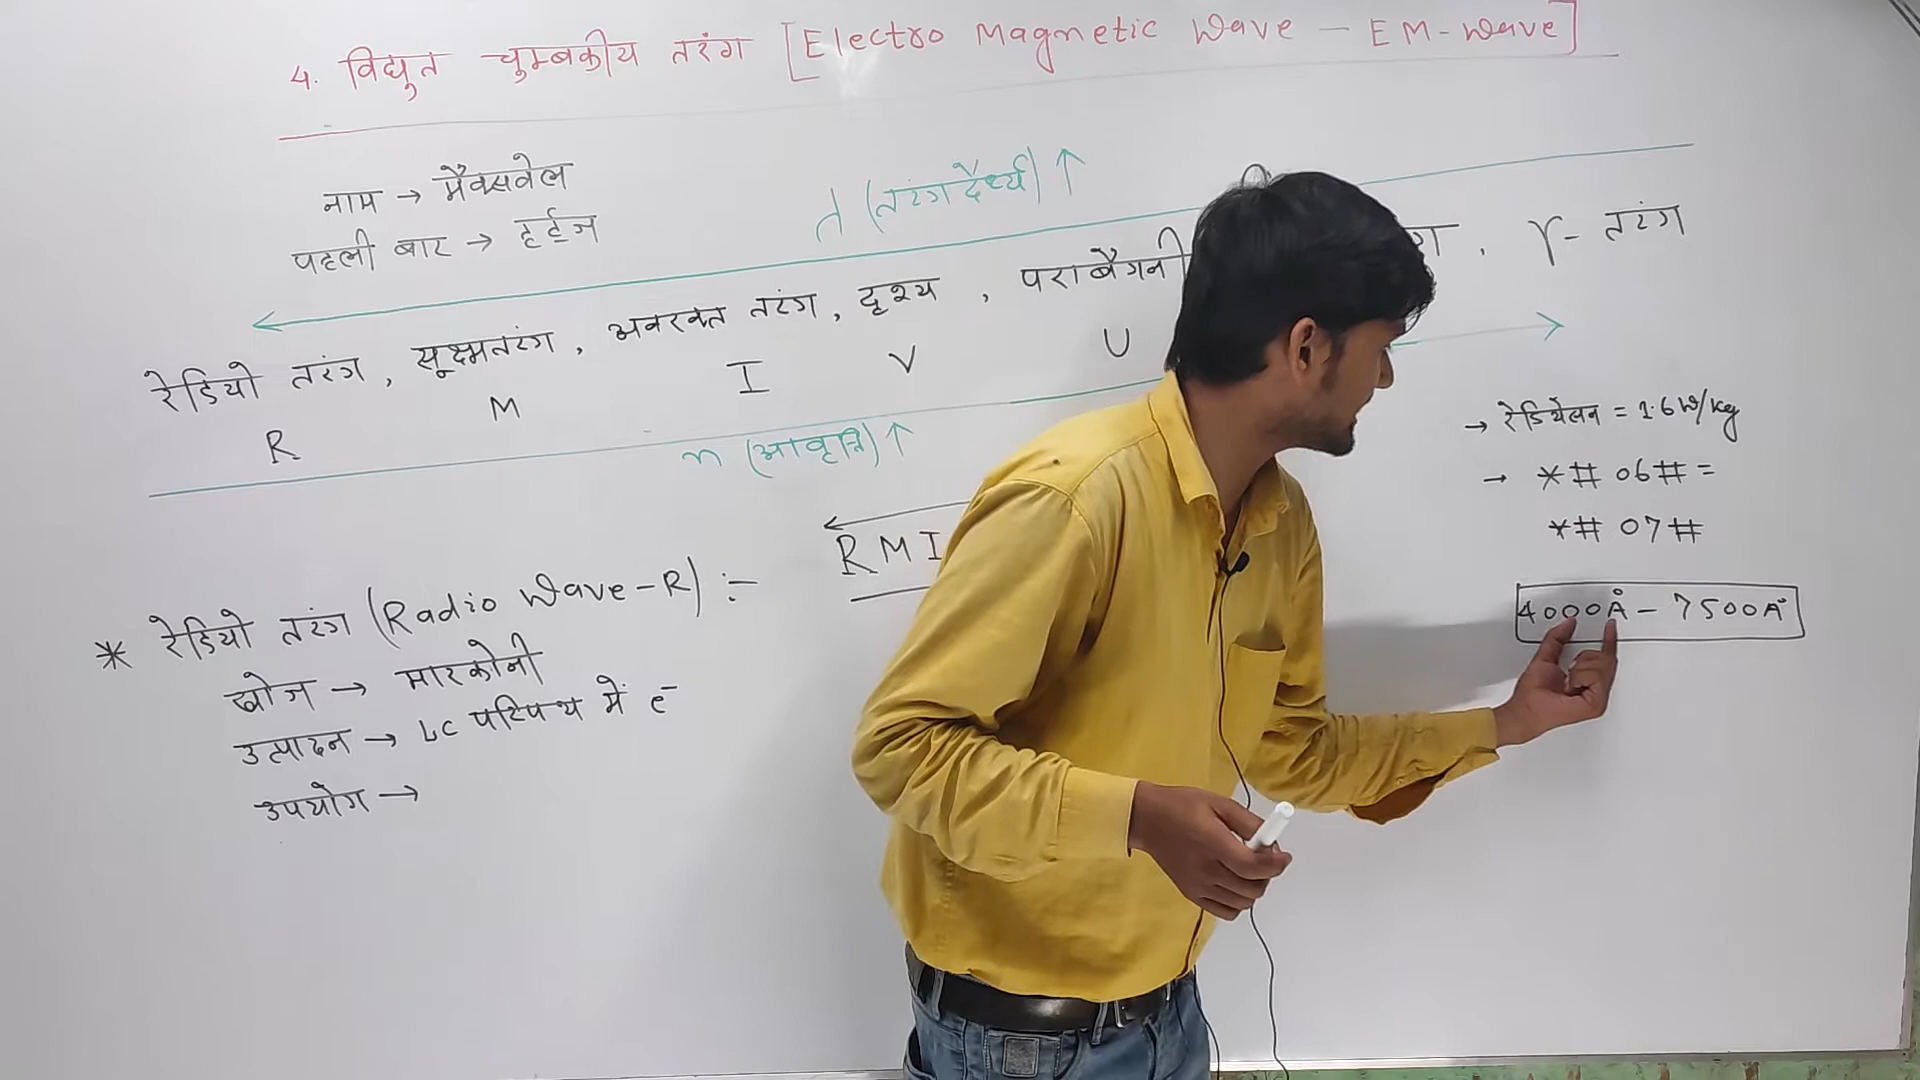 4. विद्युत चुम्बकीय तरंग [Electro Magnetic Wave - EM-Wave]
नाम → मैक्सवेल
पहली बार → हर्ट्ज
(तरंगदैर्ध्य) ↑
रेडियो तरंग, सूक्ष्मतरंग, अवरक्त तरंग, दृश्य, पराबैगनी , γ- तरंग
R M I V U
n (आवृत्ति) ↑
RMI
→ रेडियेसन = 1.6 W/kg
→ *# 06# =
*# 07#
4000Å - 7500Å
* रेडियो तरंग (Radio Wave-R) :-
खोज → मारकोनी
उत्पादन → LC परिपथ में e⁻
उपयोग →